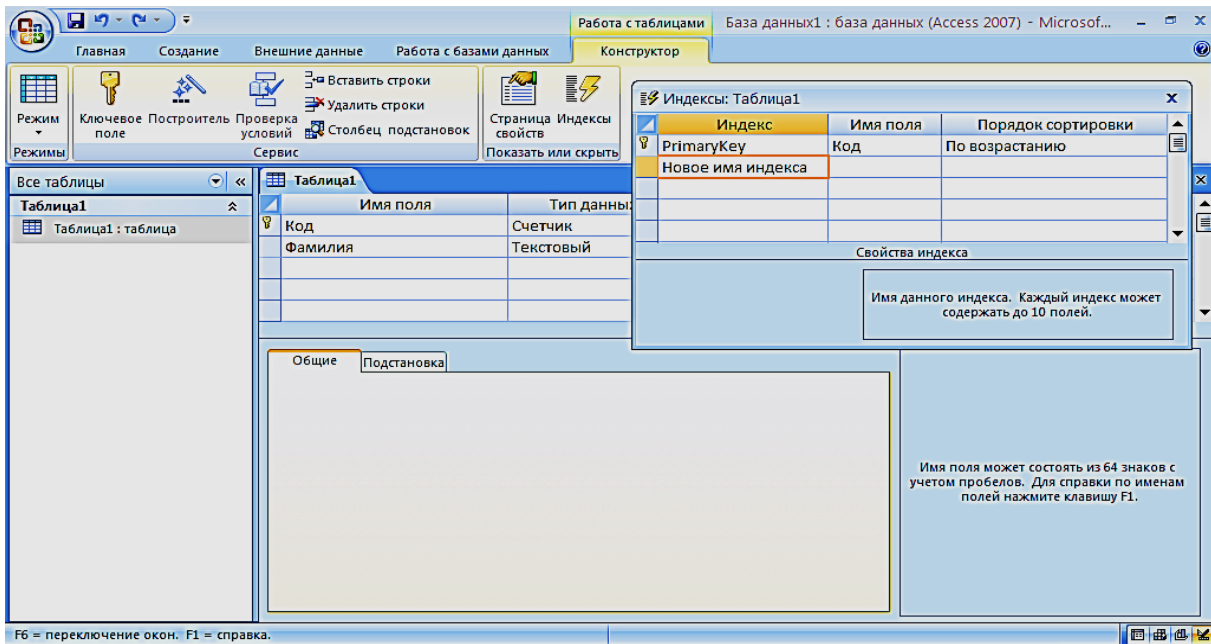 Работа с таблицами База данных1 : база данных (Access 2007) - Microsof...
Главная Создание Внешние данные Работа с базами данных Конструктор
Режим
Режимы
Ключевое поле
Построитель
Проверка условий
Вставить строки
Удалить строки
Столбец подстановок
Сервис
Страница свойств
Индексы
Показать или скрыть
Индексы: Таблица1
Индекс Имя поля Порядок сортировки
PrimaryKey Код По возрастанию
Новое имя индекса
Свойства индекса
Имя данного индекса. Каждый индекс может
содержать до 10 полей.
Все таблицы
Таблица1
Таблица1 : таблица
Таблица1
Имя поля Тип данны
Код Счетчик
Фамилия Текстовый
Общие Подстановка
Имя поля может состоять из 64 знаков с
учетом пробелов. Для справки по именам
полей нажмите клавишу F1.
F6 = переключение окон. F1 = справка.